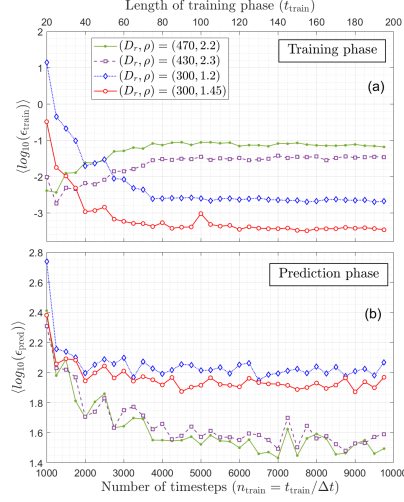 Length of training phase (t_train)
20 40 60 80 100 120 140 160 180 200
2
1
0
-1
-2
-3
⟨log10(ϵ_train)⟩
(D_r, ρ) = (470, 2.2)
(D_r, ρ) = (430, 2.3)
(D_r, ρ) = (300, 1.2)
(D_r, ρ) = (300, 1.45)
Training phase
(a)
2.8
2.6
2.4
2.2
2
1.8
1.6
1.4
⟨log10(ϵ_pred)⟩
Prediction phase
(b)
1000 2000 3000 4000 5000 6000 7000 8000 9000 10000
Number of timesteps (n_train = t_train/Δt)